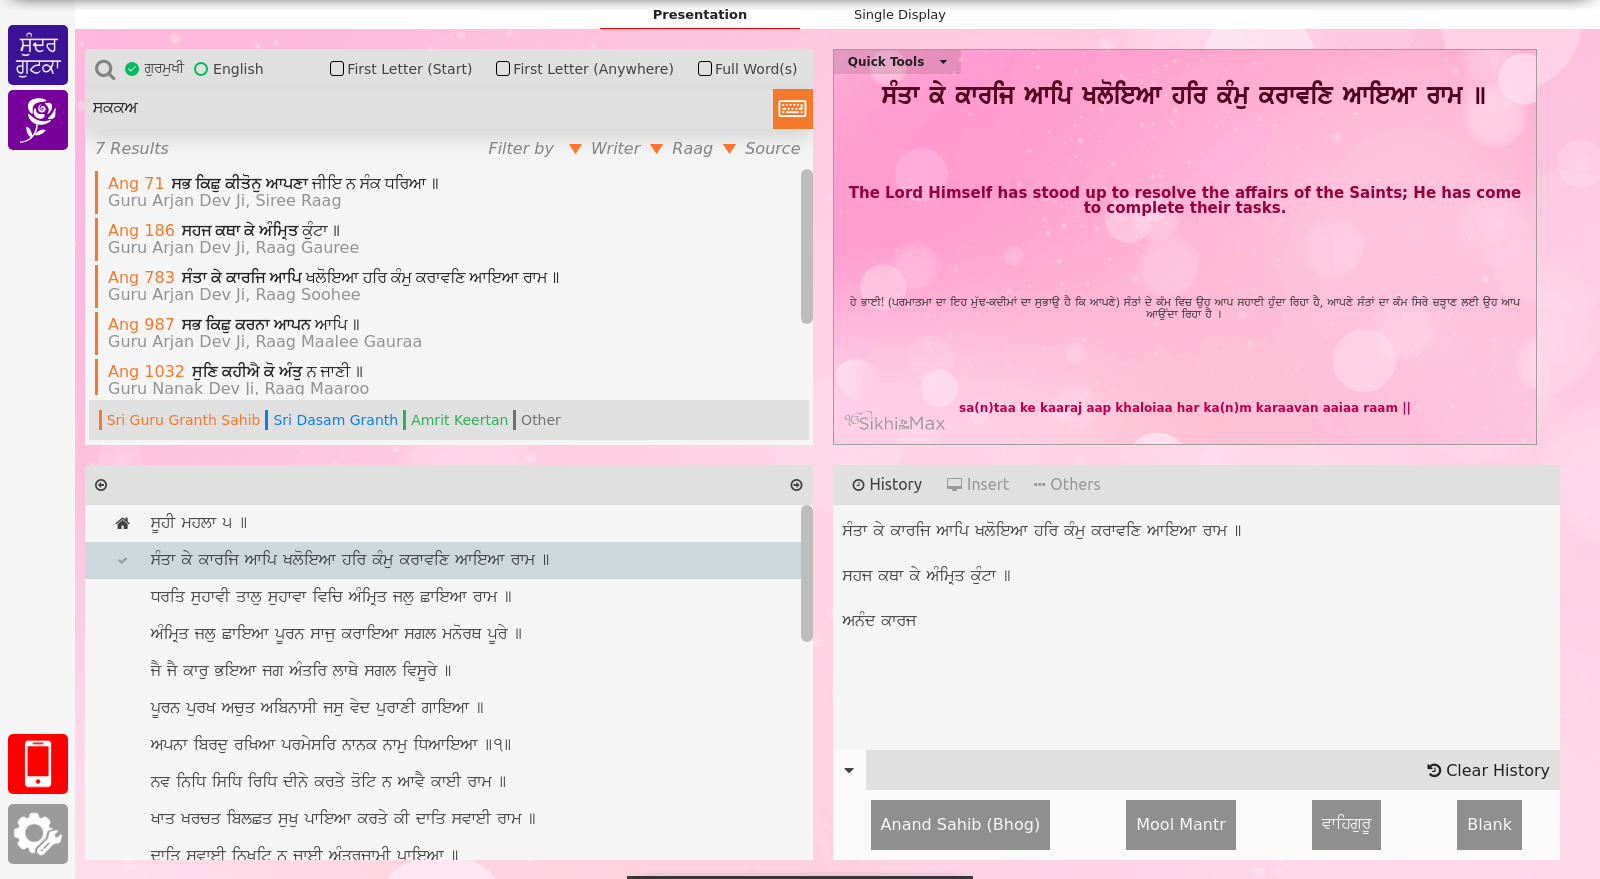 Presentation
Single Display
ਸੁੰਦਰ
ਗੁਟਕਾ
ਗੁਰਮੁਖੀ
English
First Letter (Start)
First Letter (Anywhere)
Full Word(s)
ਸਕਕਅ
7 Results
Filter by
Writer
Raag
Source
Ang 71 ਸਭ ਕਿਛੁ ਕੀਤੋਨੁ ਆਪਣਾ ਜੀਇ ਨ ਸੰਕ ਧਰਿਆ ॥
Guru Arjan Dev Ji, Siree Raag
Ang 186 ਸਹਜ ਕਥਾ ਕੇ ਅੰਮ੍ਰਿਤ ਕੁੰਟਾ ॥
Guru Arjan Dev Ji, Raag Gauree
Ang 783 ਸੰਤਾ ਕੇ ਕਾਰਜਿ ਆਪਿ ਖਲੋਇਆ ਹਰਿ ਕੰਮੁ ਕਰਾਵਣਿ ਆਇਆ ਰਾਮ ॥
Guru Arjan Dev Ji, Raag Soohee
Ang 987 ਸਭ ਕਿਛੁ ਕਰਨਾ ਆਪਨ ਆਪਿ ॥
Guru Arjan Dev Ji, Raag Maalee Gauraa
Ang 1032 ਸੁਣਿ ਕਹੀਐ ਕੋ ਅੰਤੁ ਨ ਜਾਣੀ ॥
Guru Nanak Dev Ji, Raag Maaroo
Sri Guru Granth Sahib
Sri Dasam Granth
Amrit Keertan
Other
Quick Tools
ਸੰਤਾ ਕੇ ਕਾਰਜਿ ਆਪਿ ਖਲੋਇਆ ਹਰਿ ਕੰਮੁ ਕਰਾਵਣਿ ਆਇਆ ਰਾਮ ॥
The Lord Himself has stood up to resolve the affairs of the Saints; He has come
to complete their tasks.
ਹੇ ਭਾਈ! (ਪਰਮਾਤਮਾ ਦਾ ਇਹ ਮੁੱਢ-ਕਦੀਮਾਂ ਦਾ ਸੁਭਾਉ ਹੈ ਕਿ ਆਪਣੇ) ਸੰਤਾਂ ਦੇ ਕੰਮ ਵਿਚ ਉਹ ਆਪ ਸਹਾਈ ਹੁੰਦਾ ਰਿਹਾ ਹੈ, ਆਪਣੇ ਸੰਤਾਂ ਦਾ ਕੰਮ ਸਿਰੇ ਚੜ੍ਹਾਣ ਲਈ ਉਹ ਆਪ
ਆਉਂਦਾ ਰਿਹਾ ਹੈ ।
sa(n)taa ke kaaraj aap khaloiaa har ka(n)m karaavan aaiaa raam ||
Sikhi To The Max
ਸੂਹੀ ਮਹਲਾ ੫ ॥
ਸੰਤਾ ਕੇ ਕਾਰਜਿ ਆਪਿ ਖਲੋਇਆ ਹਰਿ ਕੰਮੁ ਕਰਾਵਣਿ ਆਇਆ ਰਾਮ ॥
ਧਰਤਿ ਸੁਹਾਵੀ ਤਾਲੁ ਸੁਹਾਵਾ ਵਿਚਿ ਅੰਮ੍ਰਿਤ ਜਲੁ ਛਾਇਆ ਰਾਮ ॥
ਅੰਮ੍ਰਿਤ ਜਲੁ ਛਾਇਆ ਪੂਰਨ ਸਾਜੁ ਕਰਾਇਆ ਸਗਲ ਮਨੋਰਥ ਪੂਰੇ ॥
ਜੈ ਜੈ ਕਾਰੁ ਭਇਆ ਜਗ ਅੰਤਰਿ ਲਾਥੇ ਸਗਲ ਵਿਸੂਰੇ ॥
ਪੂਰਨ ਪੁਰਖ ਅਚੁਤ ਅਬਿਨਾਸੀ ਜਸੁ ਵੇਦ ਪੁਰਾਣੀ ਗਾਇਆ ॥
ਅਪਨਾ ਬਿਰਦੁ ਰਖਿਆ ਪਰਮੇਸਰਿ ਨਾਨਕ ਨਾਮੁ ਧਿਆਇਆ ॥੧॥
ਨਵ ਨਿਧਿ ਸਿਧਿ ਰਿਧਿ ਦੀਨੇ ਕਰਤੇ ਤੋਟਿ ਨ ਆਵੈ ਕਾਈ ਰਾਮ ॥
ਖਾਤ ਖਰਚਤ ਬਿਲਛਤ ਸੁਖੁ ਪਾਇਆ ਕਰਤੇ ਕੀ ਦਾਤਿ ਸਵਾਈ ਰਾਮ ॥
ਦਾਤਿ ਸਵਾਈ ਨਿਖੁਟਿ ਨ ਜਾਈ ਅੰਤਰਜਾਮੀ ਪਾਇਆ ॥
History
Insert
Others
ਸੰਤਾ ਕੇ ਕਾਰਜਿ ਆਪਿ ਖਲੋਇਆ ਹਰਿ ਕੰਮੁ ਕਰਾਵਣਿ ਆਇਆ ਰਾਮ ॥
ਸਹਜ ਕਥਾ ਕੇ ਅੰਮ੍ਰਿਤ ਕੁੰਟਾ ॥
ਅਨੰਦ ਕਾਰਜ
Clear History
Anand Sahib (Bhog)
Mool Mantr
ਵਾਹਿਗੁਰੂ
Blank